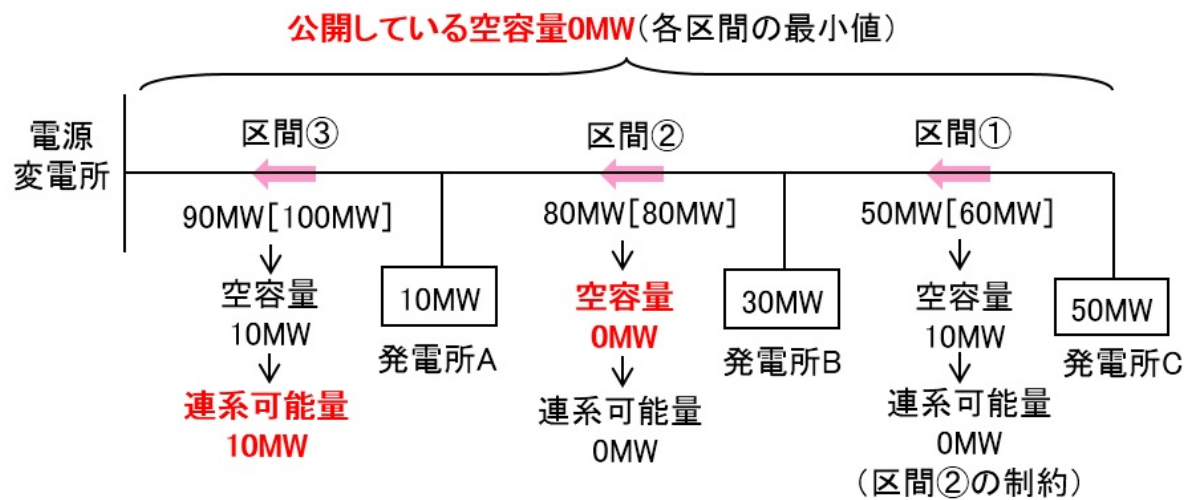 公開している空容量0MW(各区間の最小値)
電源
変電所
区間③
90MW[100MW]
空容量
10MW
連系可能量
10MW
10MW
発電所A
区間②
80MW[80MW]
空容量
0MW
連系可能量
0MW
30MW
発電所B
区間①
50MW[60MW]
空容量
10MW
連系可能量
0MW
(区間②の制約)
50MW
発電所C